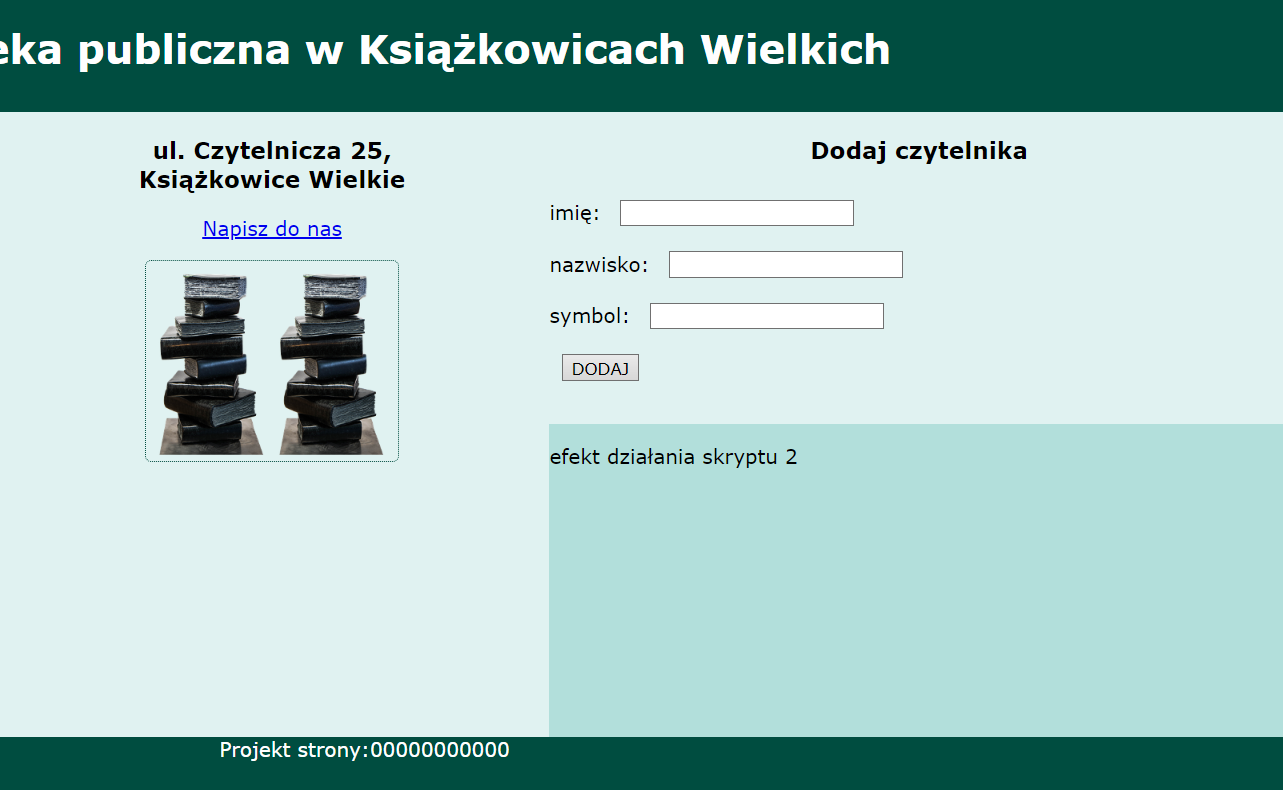 publiczna w Książkowicach Wielkich
ul. Czytelnicza 25,
Książkowice Wielkie
Napisz do nas
Dodaj czytelnika
imię:
nazwisko:
symbol:
DODAJ
efekt działania skryptu 2
Projekt strony:00000000000